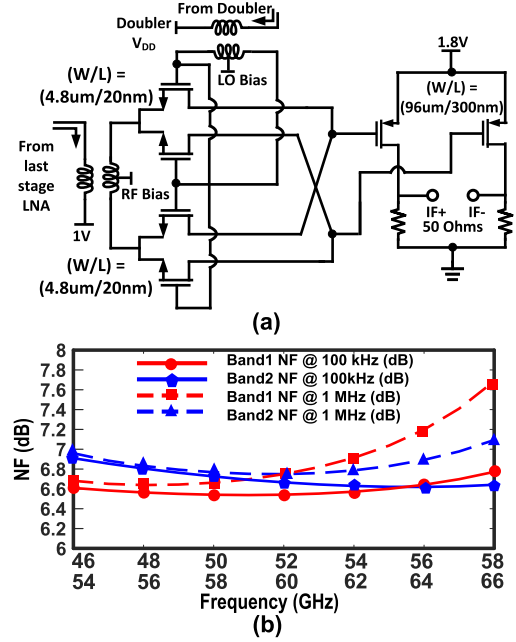 From Doubler
Doubler
V_DD
LO Bias
(W/L) =
(4.8um/20nm)
1.8V
(W/L) =
(96um/300nm)
From
last
stage
LNA
RF Bias
IF+
IF-
50 Ohms
1V
(W/L) =
(4.8um/20nm)
(a)
8
7.8
7.6
7.4
7.2
7
6.8
6.6
6.4
6.2
6
NF (dB)
Band1 NF @ 100 kHz (dB)
Band2 NF @ 100kHz (dB)
Band1 NF @ 1 MHz (dB)
Band2 NF @ 1 MHz (dB)
46 48 50 52 54 56 58
54 56 58 60 62 64 66
Frequency (GHz)
(b)